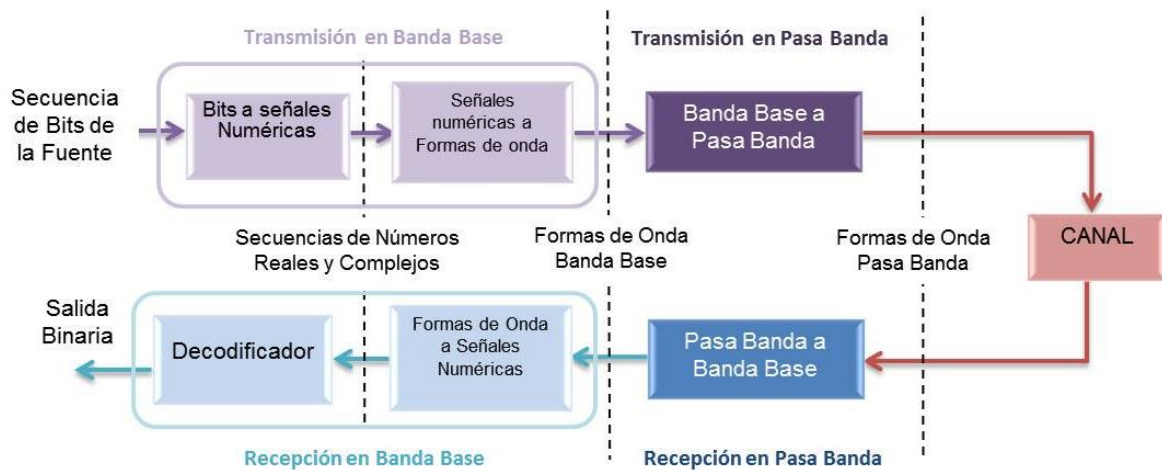 Transmisión en Banda Base
Transmisión en Pasa Banda
Secuencia
de Bits de
la Fuente
Bits a señales
Numéricas
Señales
numéricas a
Formas de onda
Banda Base a
Pasa Banda
Secuencias de Números
Reales y Complejos
Formas de Onda
Banda Base
Formas de Onda
Pasa Banda
CANAL
Salida
Binaria
Decodificador
Formas de Onda
a Señales
Numéricas
Pasa Banda a
Banda Base
Recepción en Banda Base
Recepción en Pasa Banda